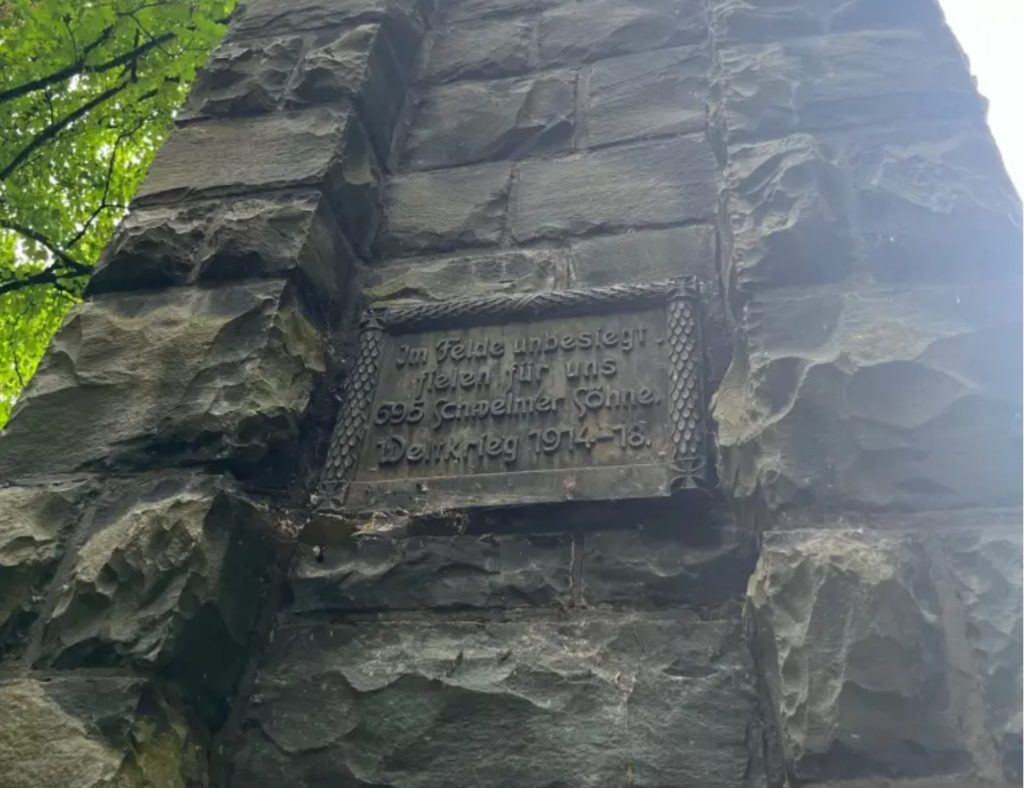 Im Felde unbesiegt
fielen für uns
695 Schwelmer Söhne.
Weltkrieg 1914-18.